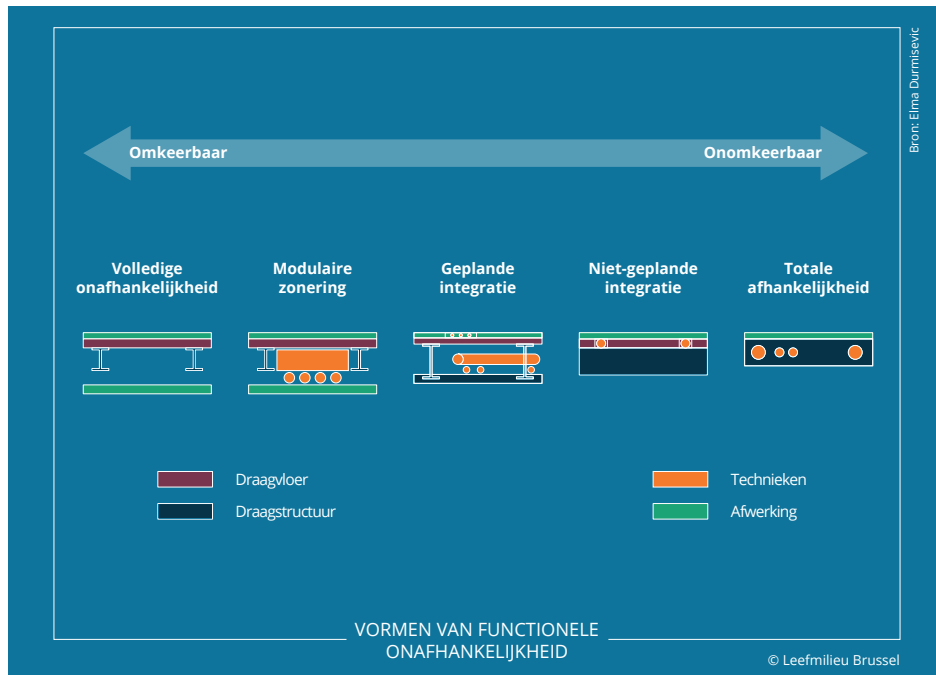 Bron: Elma Durmisevic
Omkeerbaar
Onomkeerbaar
Volledige
onafhankelijkheid
Modulaire
zonering
Geplande
integratie
Niet-geplande
integratie
Totale
afhankelijkheid
Draagvloer
Draagstructuur
Technieken
Afwerking
VORMEN VAN FUNCTIONELE
ONAFHANKELIJKHEID
© Leefmilieu Brussel